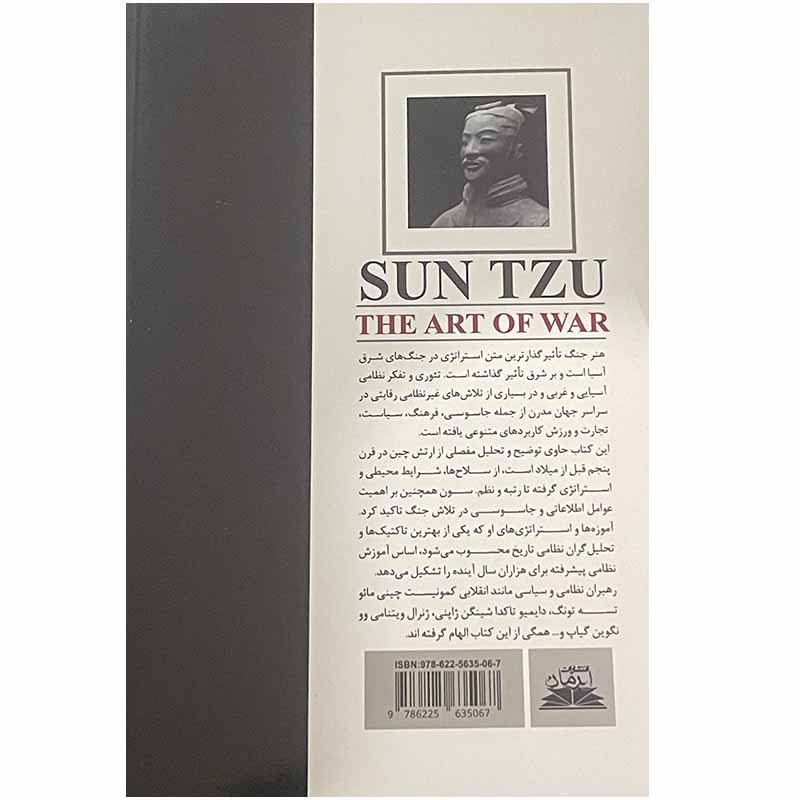 SUN TZU
THE ART OF WAR
هنر جنگ تأثیرگذارترین متن استراتژی در جنگ‌های شرق
آسیا است و بر شرق تأثیر گذاشته است. تئوری و تفکر نظامی
آسیایی و غربی و در بسیاری از تلاش‌های غیرنظامی رقابتی در
سراسر جهان مدرن از جمله جاسوسی، فرهنگ، سیاست،
تجارت و ورزش کاربردهای متنوعی یافته است.
این کتاب حاوی توضیح و تحلیل مفصلی از ارتش چین در قرن
پنجم قبل از میلاد است، از سلاح‌ها، شرایط محیطی و
استراتژی گرفته تا رتبه و نظم. سون همچنین بر اهمیت
عوامل اطلاعاتی و جاسوسی در تلاش جنگ تاکید کرد.
آموزه‌ها و استراتژی‌های او که یکی از بهترین تاکتیک‌ها و
تحلیل‌گران نظامی تاریخ محسوب می‌شود، اساس آموزش
نظامی پیشرفته برای هزاران سال آینده را تشکیل می‌دهد.
رهبران نظامی و سیاسی مانند انقلابی کمونیست چینی مائو
تسه تونگ، دایمیو تاکدا شینگن ژاپنی، ژنرال ویتنامی وو
نگوین گیاپ و... همگی از این کتاب الهام گرفته اند.
ISBN:978-622-5635-06-7
9 786225 635067
انتشارات
آیرمان